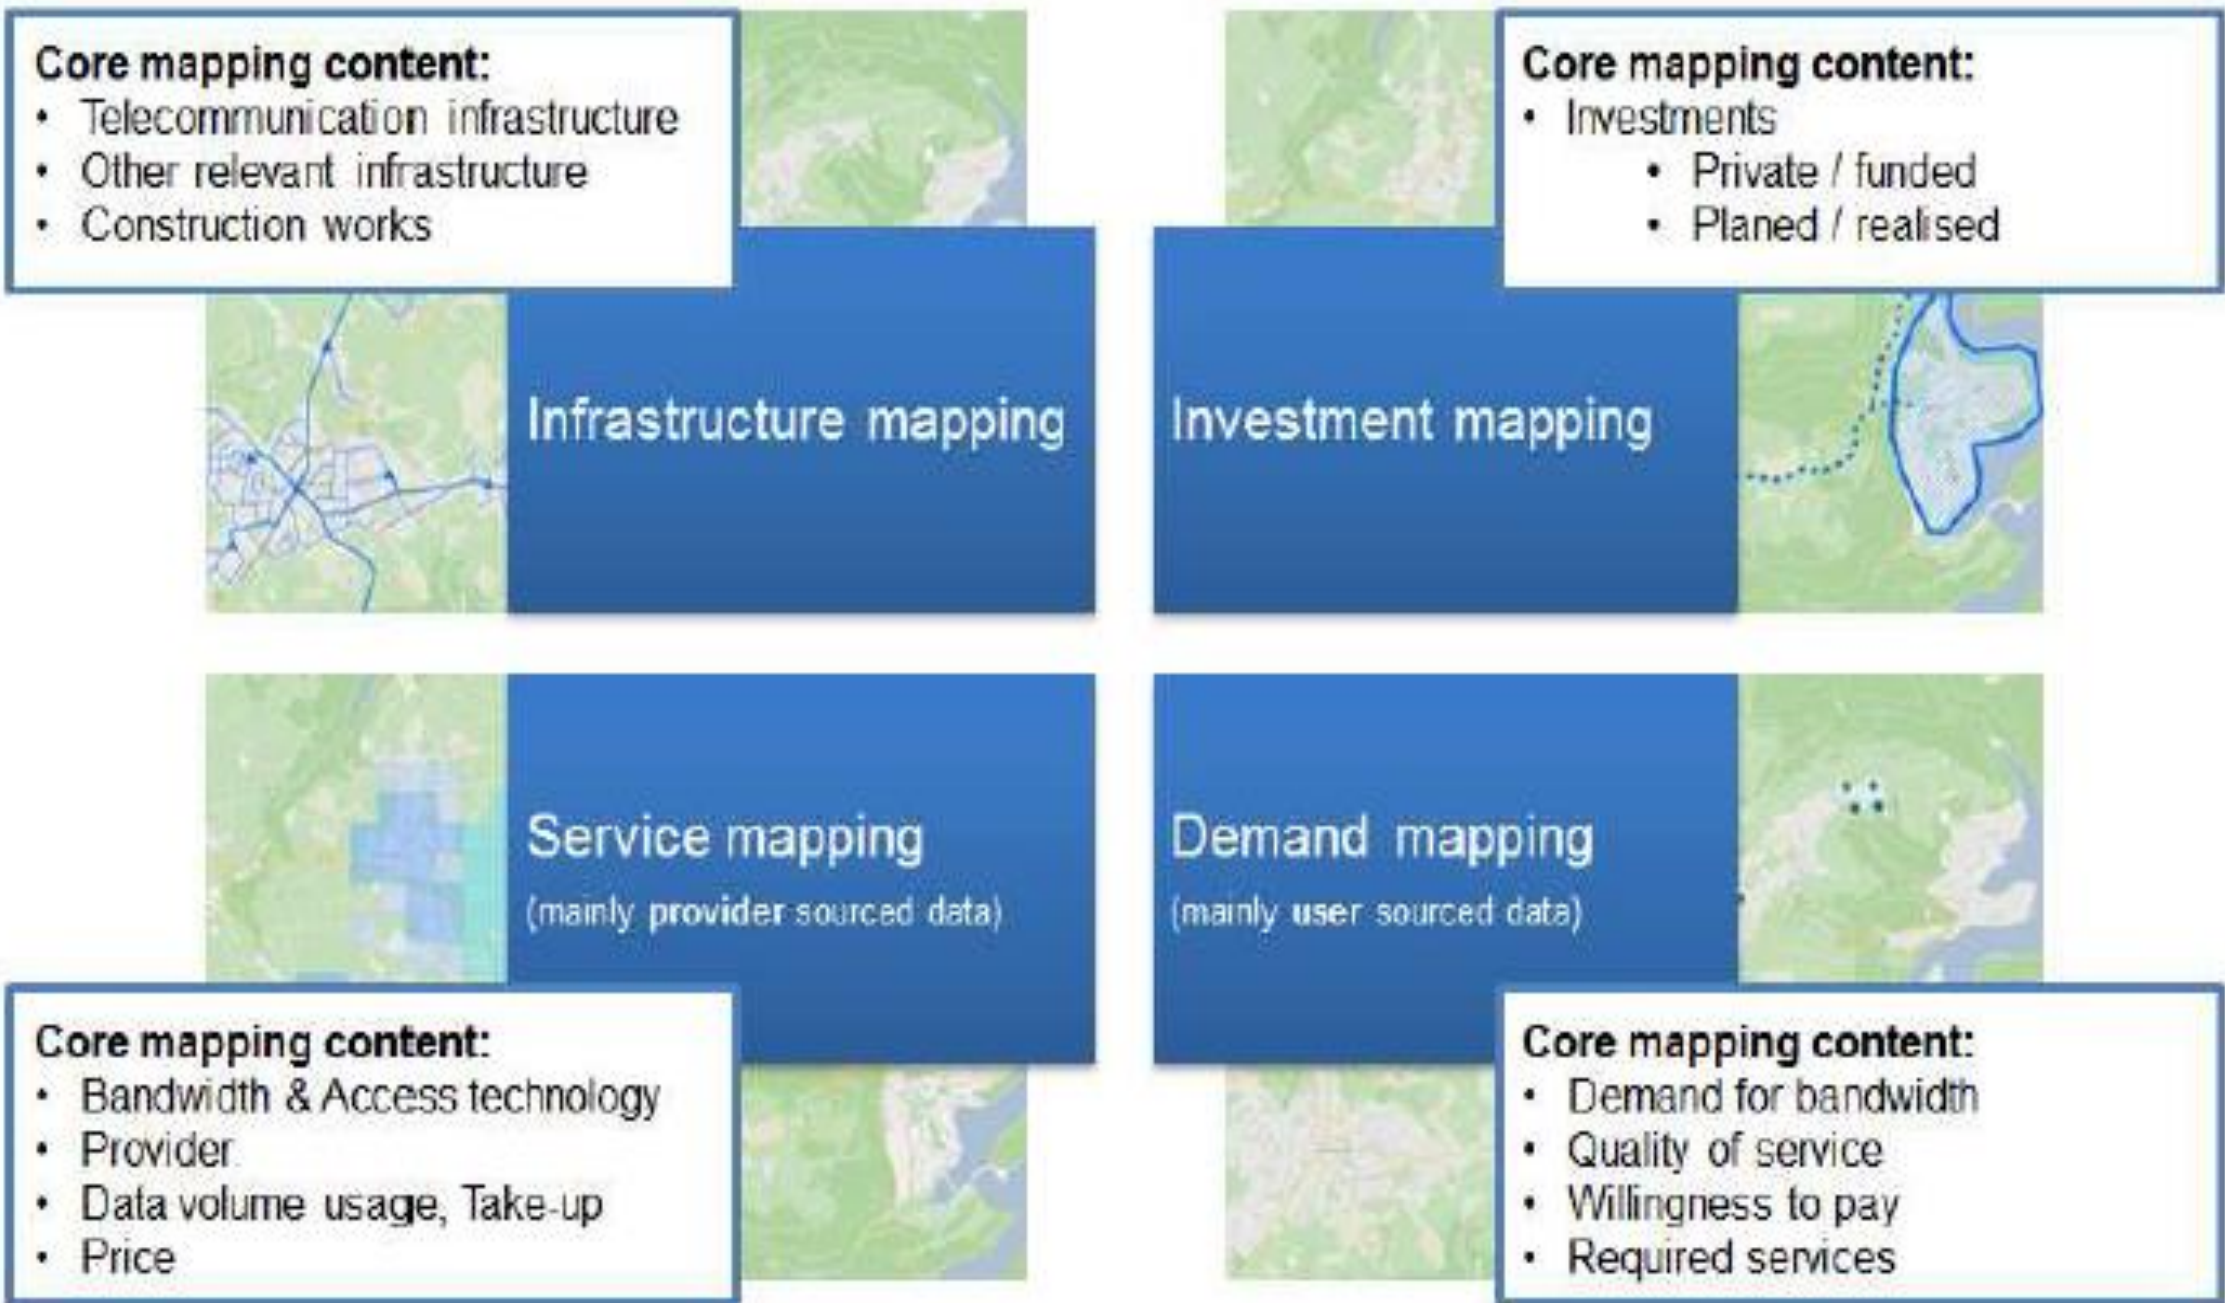 Core mapping content:
• Telecommunication infrastructure
• Other relevant infrastructure
• Construction works
Infrastructure mapping
Core mapping content:
• Investments
• Private / funded
• Planed / realised
Investment mapping
Service mapping
(mainly provider sourced data)
Core mapping content:
• Bandwidth & Access technology
• Provider
• Data volume usage, Take-up
• Price
Demand mapping
(mainly user sourced data)
Core mapping content:
• Demand for bandwidth
• Quality of service
• Willingness to pay
• Required services